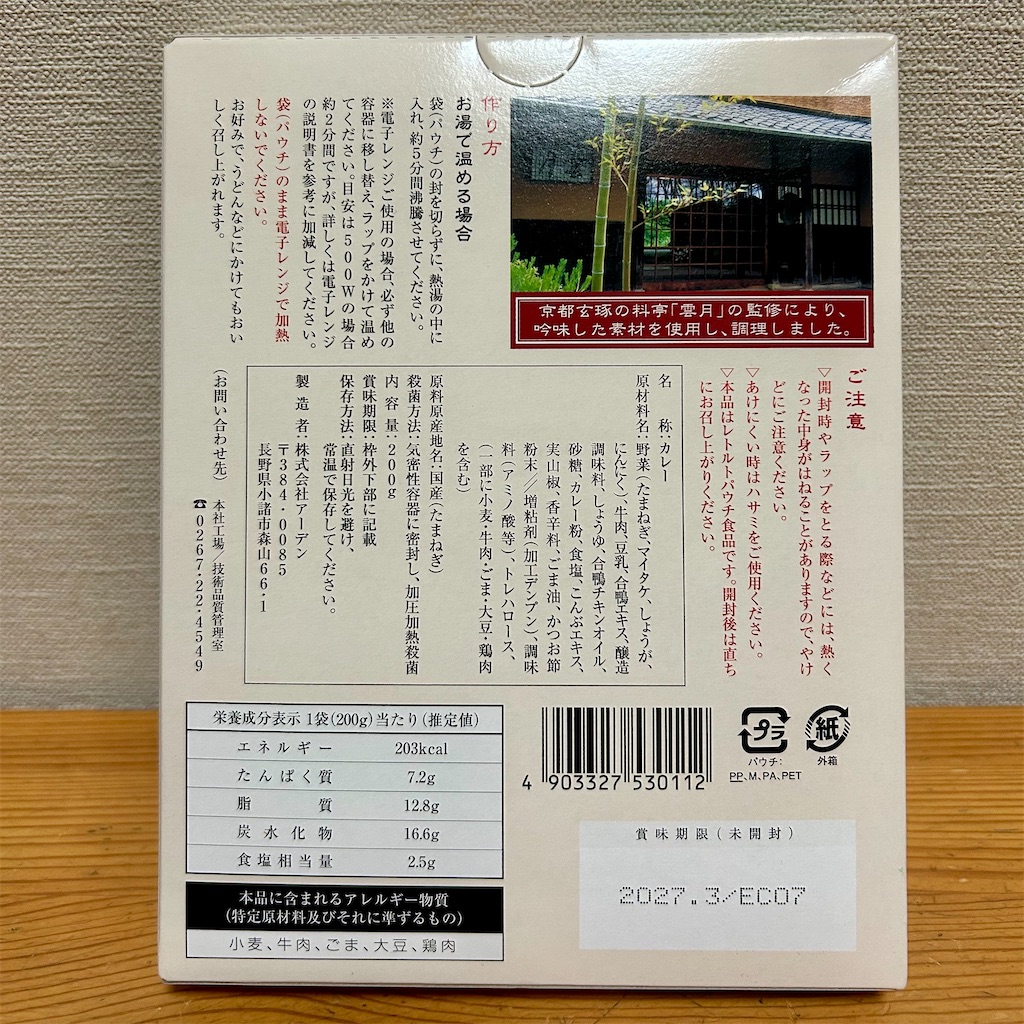 京都玄琢の料亭「雲月」の監修により、
吟味した素材を使用し、調理しました。
作り方
お湯で温める場合
袋(パウチ)の封を切らずに、熱湯の中に
入れ、約5分間沸騰させてください。
※電子レンジご使用の場合、必ず他の
容器に移し替え、ラップをかけて温め
てください。目安は500Wの場合
約2分間ですが、詳しくは電子レンジ
の説明書を参考に加減してください。
袋(パウチ)のまま電子レンジで加熱
しないでください。
お好みで、うどんなどにかけてもおい
しく召し上がれます。
ご注意
▽開封時やラップをとる際などには、熱く
なった中身がはねることがありますので、やけ
どにご注意ください。
▽あけにくい時はハサミをご使用ください。
▽本品はレトルトパウチ食品です。開封後は直ち
にお召し上がりください。
名称:カレー
原材料名:野菜(たまねぎ、マイタケ、しょうが、
にんにく)、牛肉、豆乳、合鴨エキス、醸造
調味料、しょうゆ、合鴨チキンオイル、
砂糖、カレー粉、食塩、こんぶエキス、
実山椒、香辛料、ごま油、かつお節
粉末/増粘剤(加工デンプン)、調味
料(アミノ酸等)、トレハロース、
(一部に小麦・牛肉・ごま・大豆・鶏肉
を含む)
原料原産地名:国産(たまねぎ)
殺菌方法:気密性容器に密封し、加圧加熱殺菌
内容量:200g
賞味期限:枠外下部に記載
保存方法:直射日光を避け、
常温で保存してください。
製造者:株式会社アーデン
〒384-0085
長野県小諸市森山66-1
(お問い合わせ先)
本社工場/技術品質管理室
☎0267-22-4549
栄養成分表示 1袋(200g)当たり(推定値)
エネルギー 203kcal
たんぱく質 7.2g
脂質 12.8g
炭水化物 16.6g
食塩相当量 2.5g
本品に含まれるアレルギー物質
(特定原材料及びそれに準ずるもの)
小麦、牛肉、ごま、大豆、鶏肉
4 903327 530112
プラ
パウチ:
PP、M、PA、PET
紙
外箱
賞味期限(未開封)
2027.3/EC07